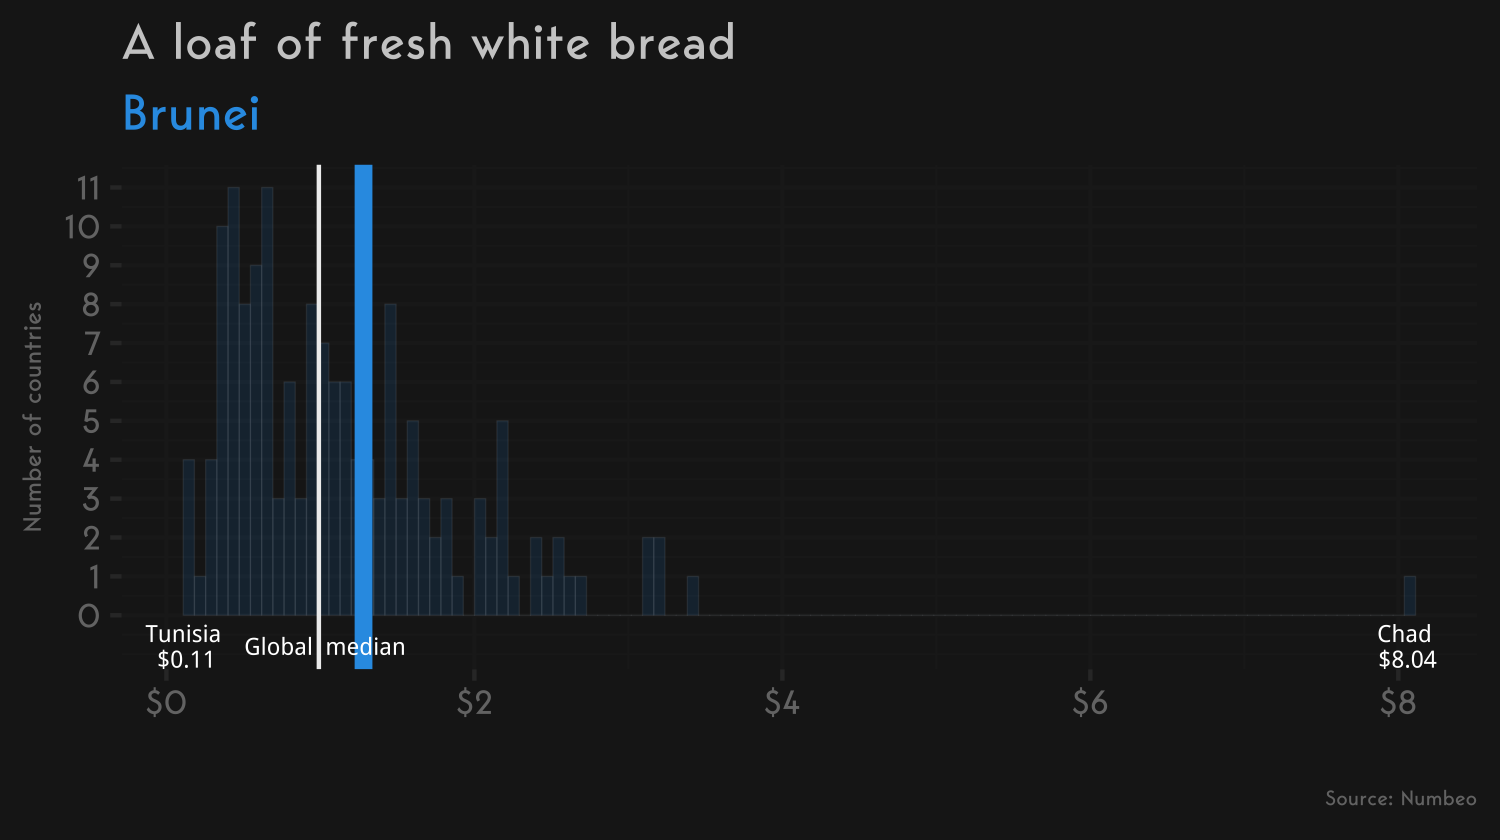 A loaf of fresh white bread
Brunei
Number of countries
11
10
9
8
7
6
5
4
3
2
1
0
Tunisia
$0.11
Global median
Chad
$8.04
$0 $2 $4 $6 $8
Source: Numbeo